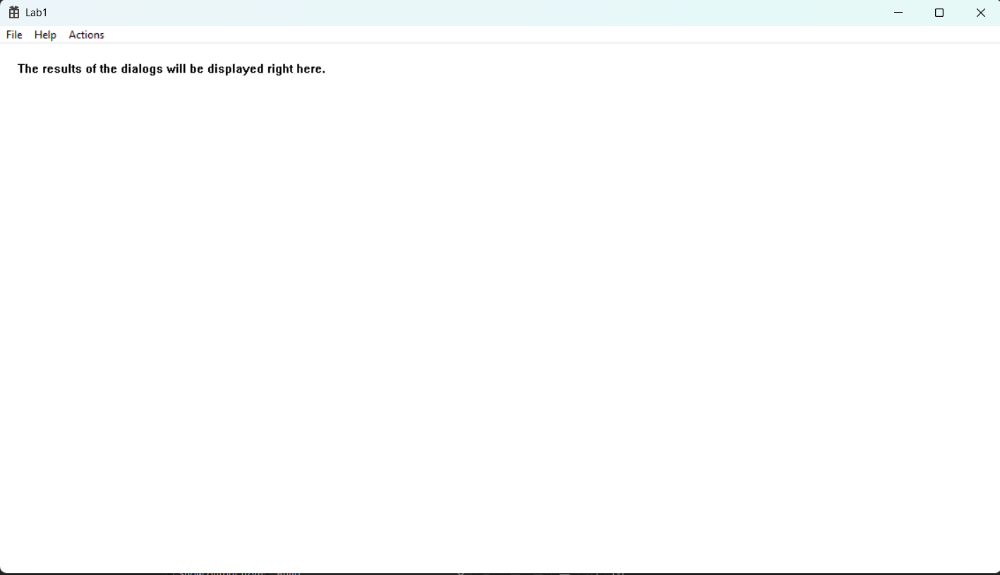 Lab1
File Help Actions
The results of the dialogs will be displayed right here.